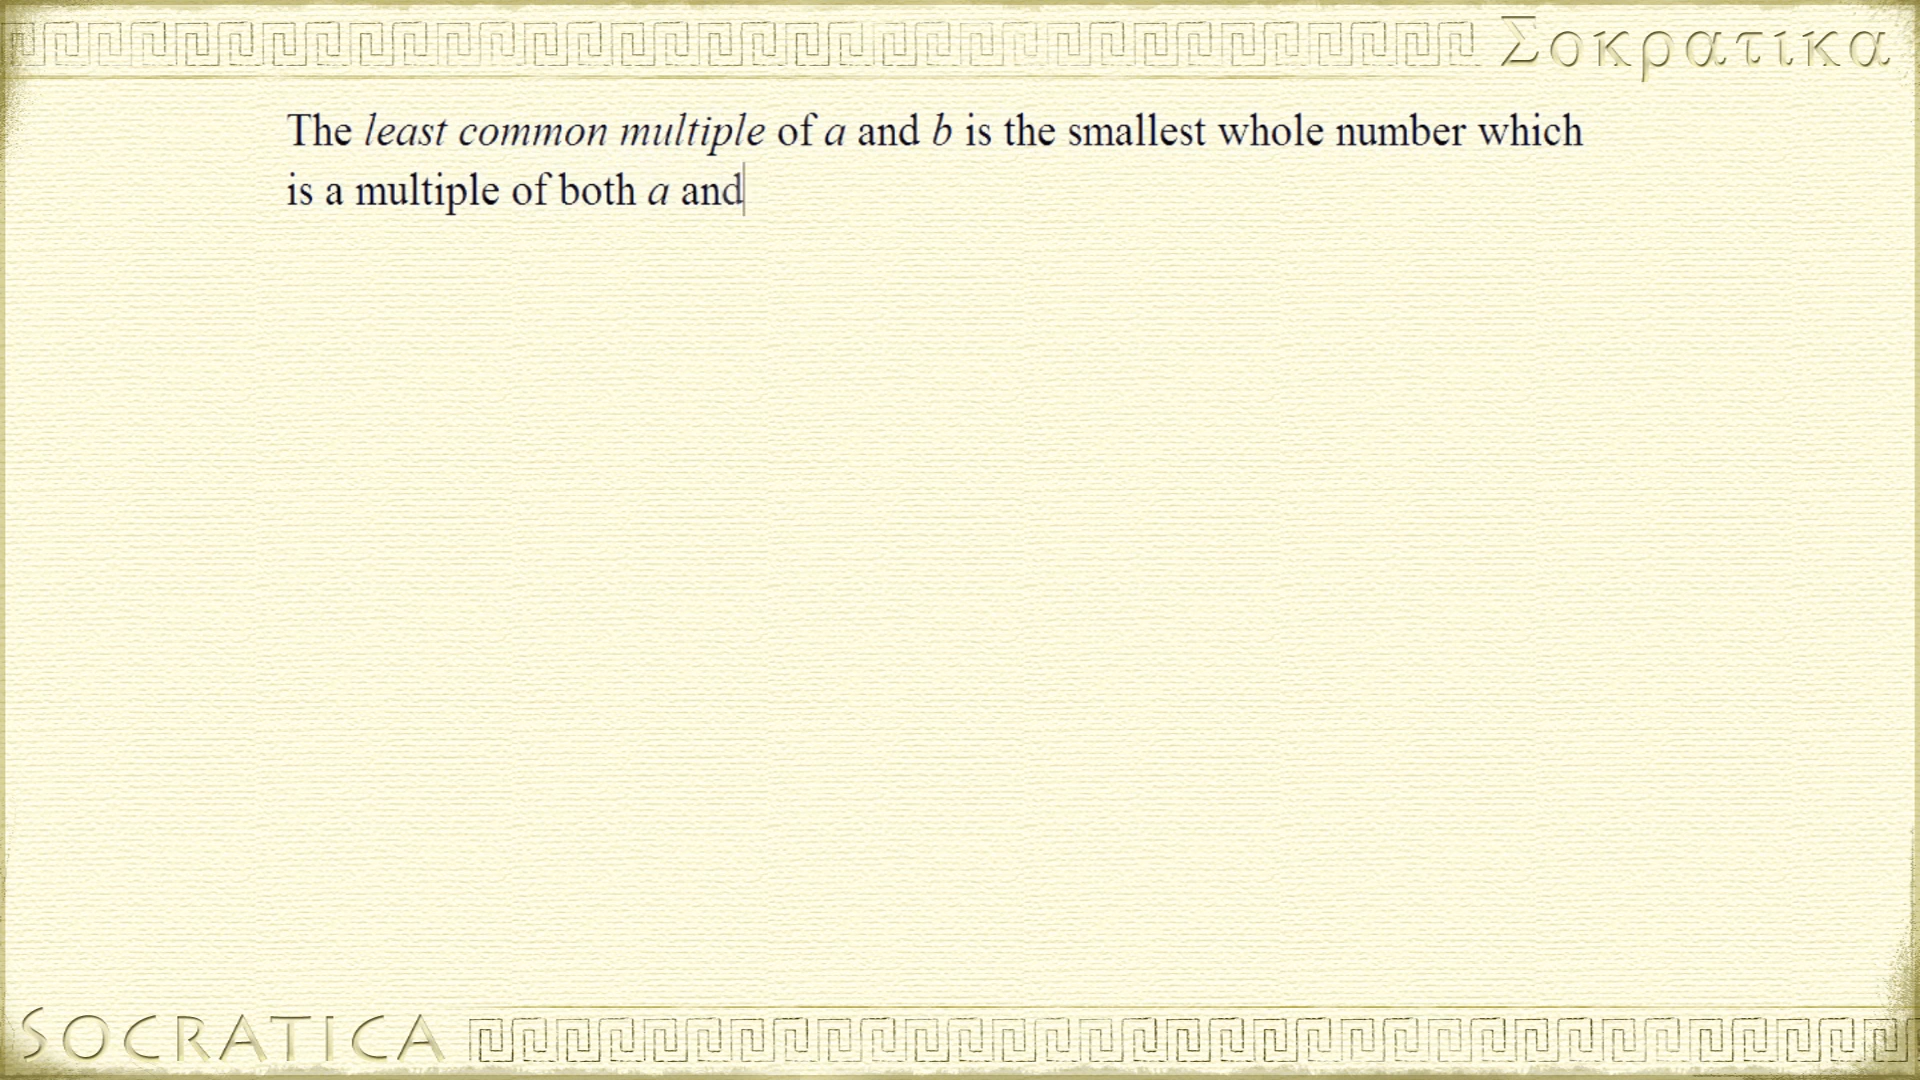 Σοκρατικα
The least common multiple of a and b is the smallest whole number which
is a multiple of both a and
SOCRATICA